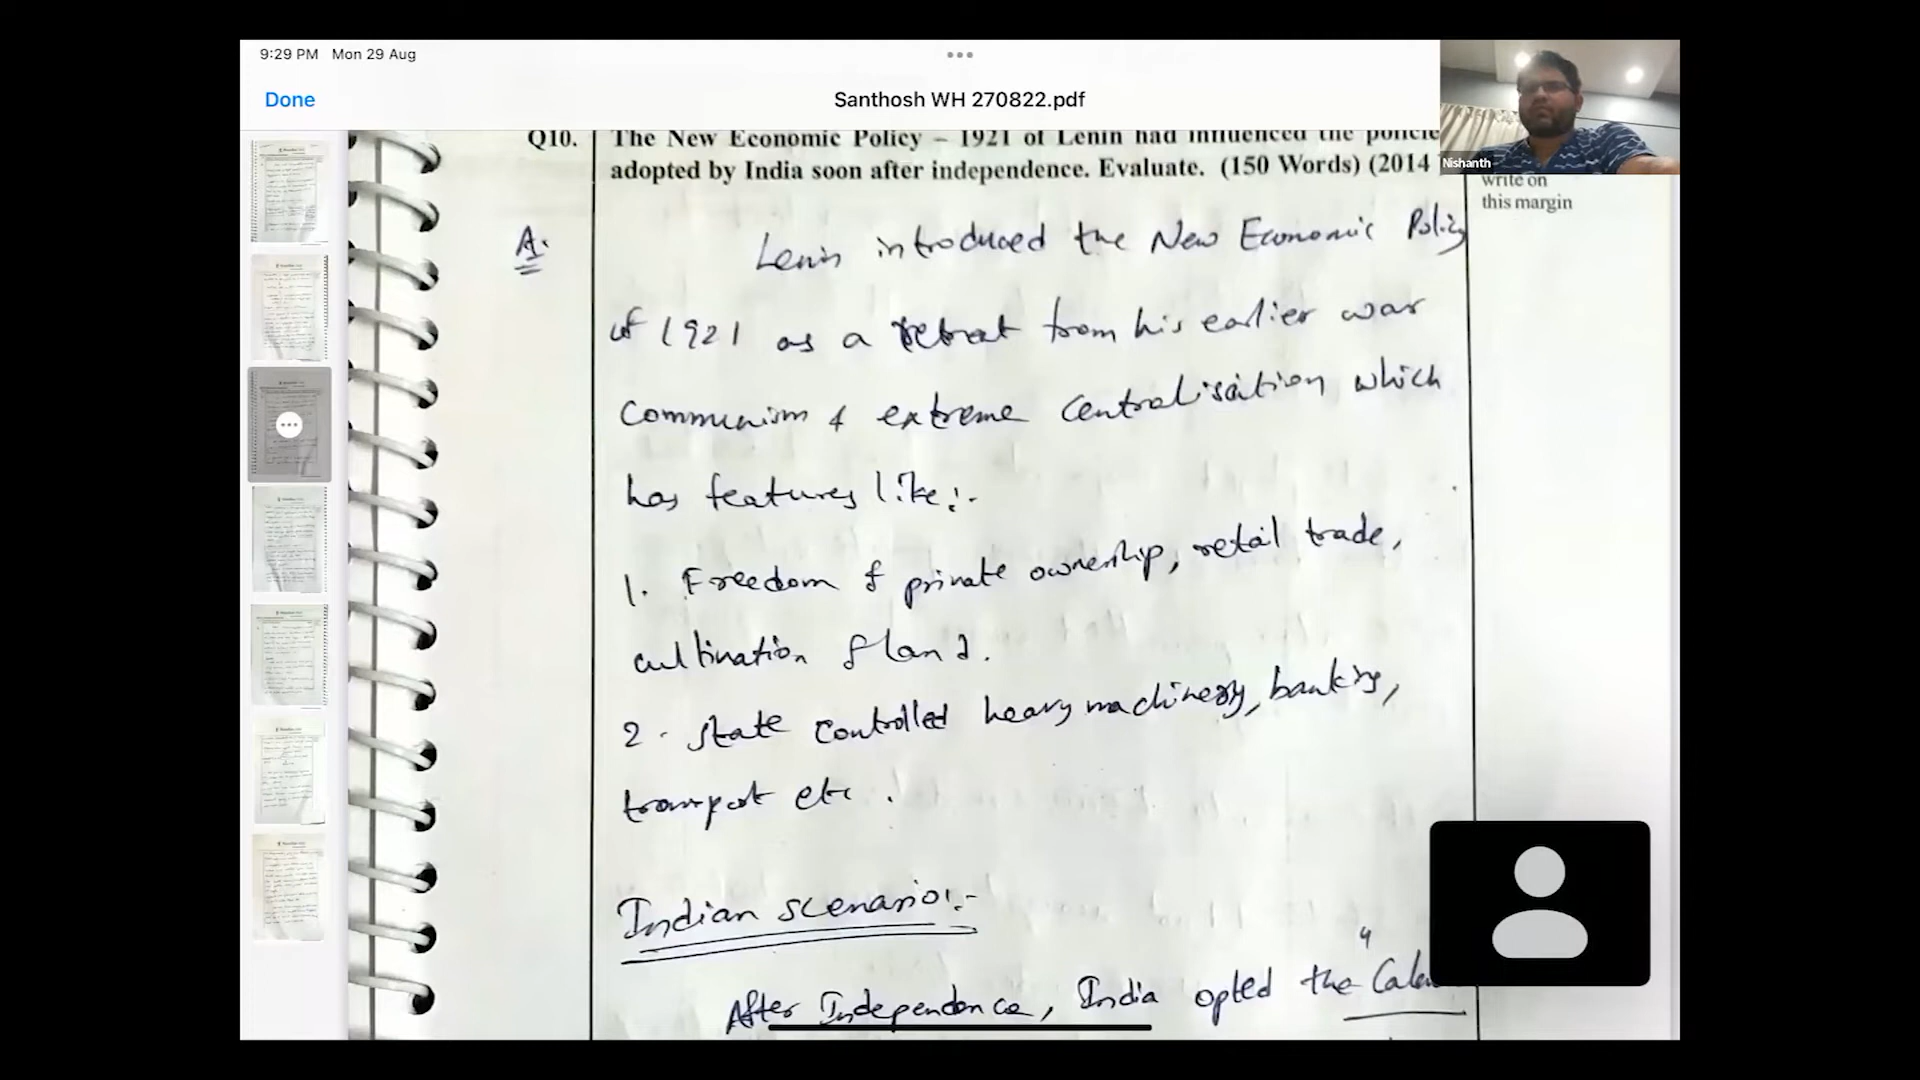 9:29 PM Mon 29 Aug
Done
Santhosh WH 270822.pdf
Nishanth
Q10. The New Economic Policy – 1921 of Lenin had influenced the policie
adopted by India soon after independence. Evaluate. (150 Words) (2014
write on
this margin
A. Lenin introduced the New Economic Policy
of 1921 as a retreat from his earlier war
communism & extreme centralisation which
has features like:-
1. Freedom of private ownership, retail trade,
cultivation of land.
2. State controlled heavy machinery, banking,
transport etc.
Indian scenario:-
After Independence, India opted the